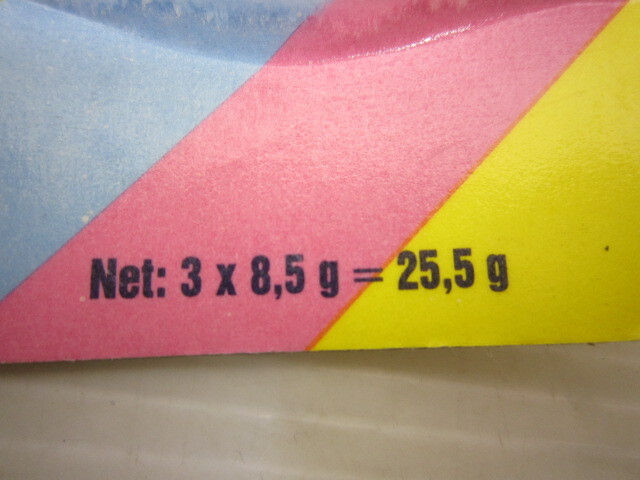 Net: 3 x 8,5 g = 25,5 g